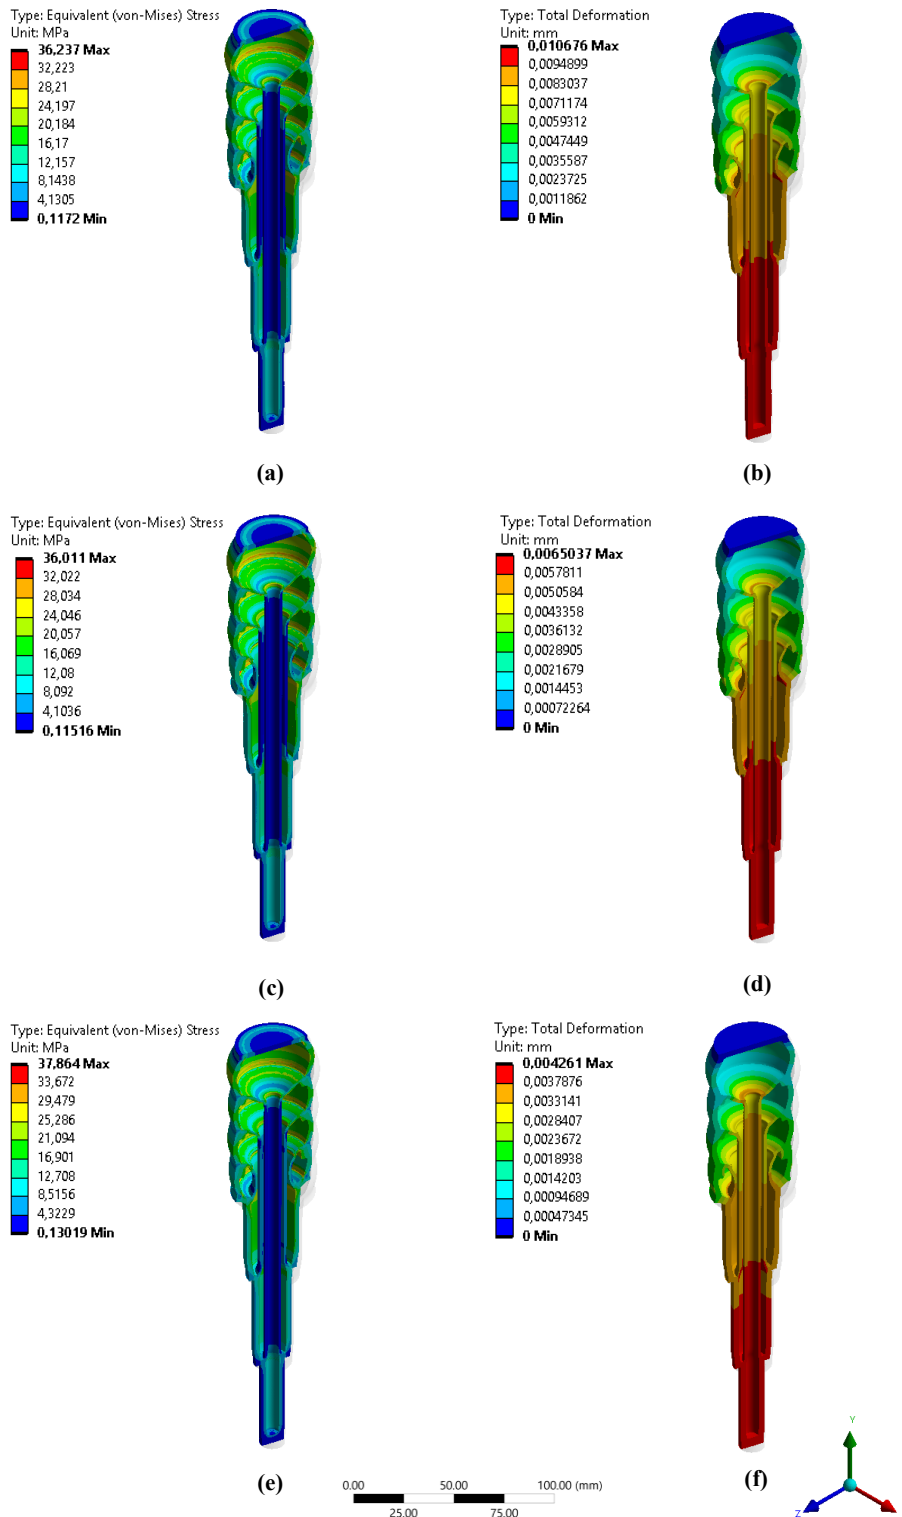 Type: Equivalent (von-Mises) Stress
Unit: MPa
36,237 Max
32,223
28,21
24,197
20,184
16,17
12,157
8,1438
4,1305
0,1172 Min
(a)
Type: Total Deformation
Unit: mm
0,010676 Max
0,0094899
0,0083037
0,0071174
0,0059312
0,0047449
0,0035587
0,0023725
0,0011862
0 Min
(b)
Type: Equivalent (von-Mises) Stress
Unit: MPa
36,011 Max
32,022
28,034
24,046
20,057
16,069
12,08
8,092
4,1036
0,11516 Min
(c)
Type: Total Deformation
Unit: mm
0,0065037 Max
0,0057811
0,0050584
0,0043358
0,0036132
0,0028905
0,0021679
0,0014453
0,00072264
0 Min
(d)
Type: Equivalent (von-Mises) Stress
Unit: MPa
37,864 Max
33,672
29,479
25,286
21,094
16,901
12,708
8,5156
4,3229
0,13019 Min
(e)
Type: Total Deformation
Unit: mm
0,004261 Max
0,0037876
0,0033141
0,0028407
0,0023672
0,0018938
0,0014203
0,00094689
0,00047345
0 Min
(f)
0.00 50.00 100.00 (mm)
25.00 75.00
Y
Z